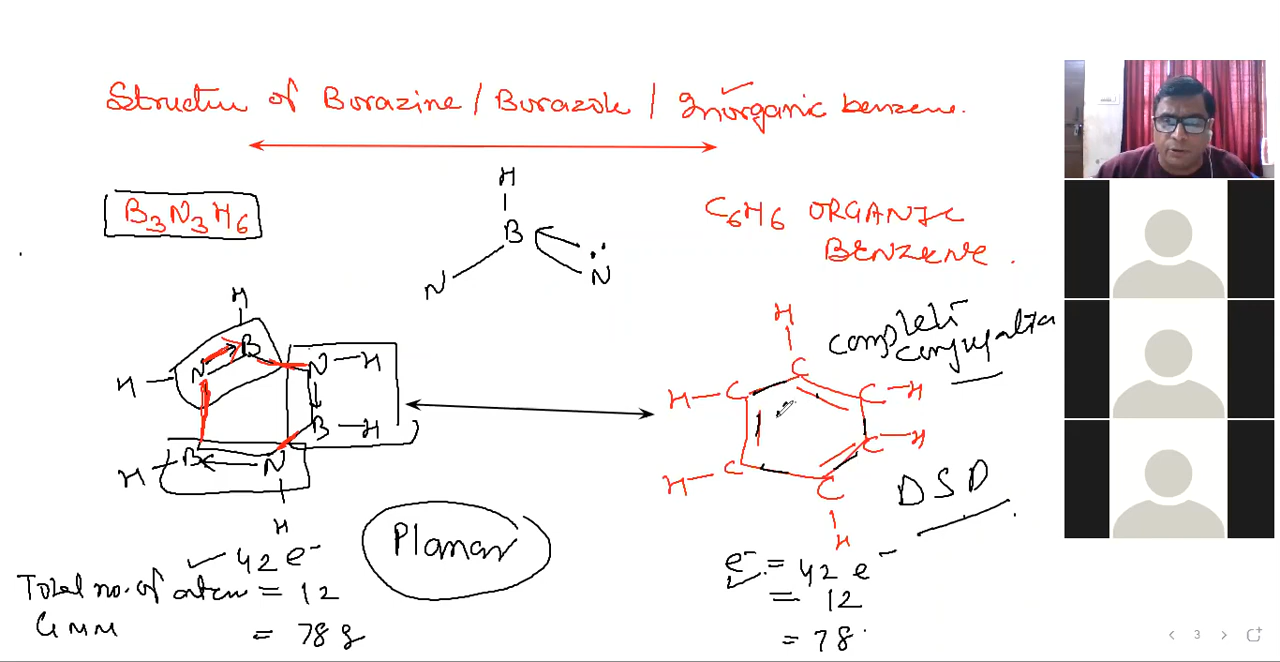 Structure of Borazine / Borazole / Inorganic benzene.
B3N3H6
H
B
N
N
C6H6 ORGANIC
BENZENE.
Complete
conjugation
H
B
N
N-H
H
B-H
B
N
H
H
H
C
H-C
C-H
C-H
C
H-C
H
DSD
Planar
42 e-
Total no. of atom = 12
GMM = 78 g
e- = 42 e-
= 12
= 78
3